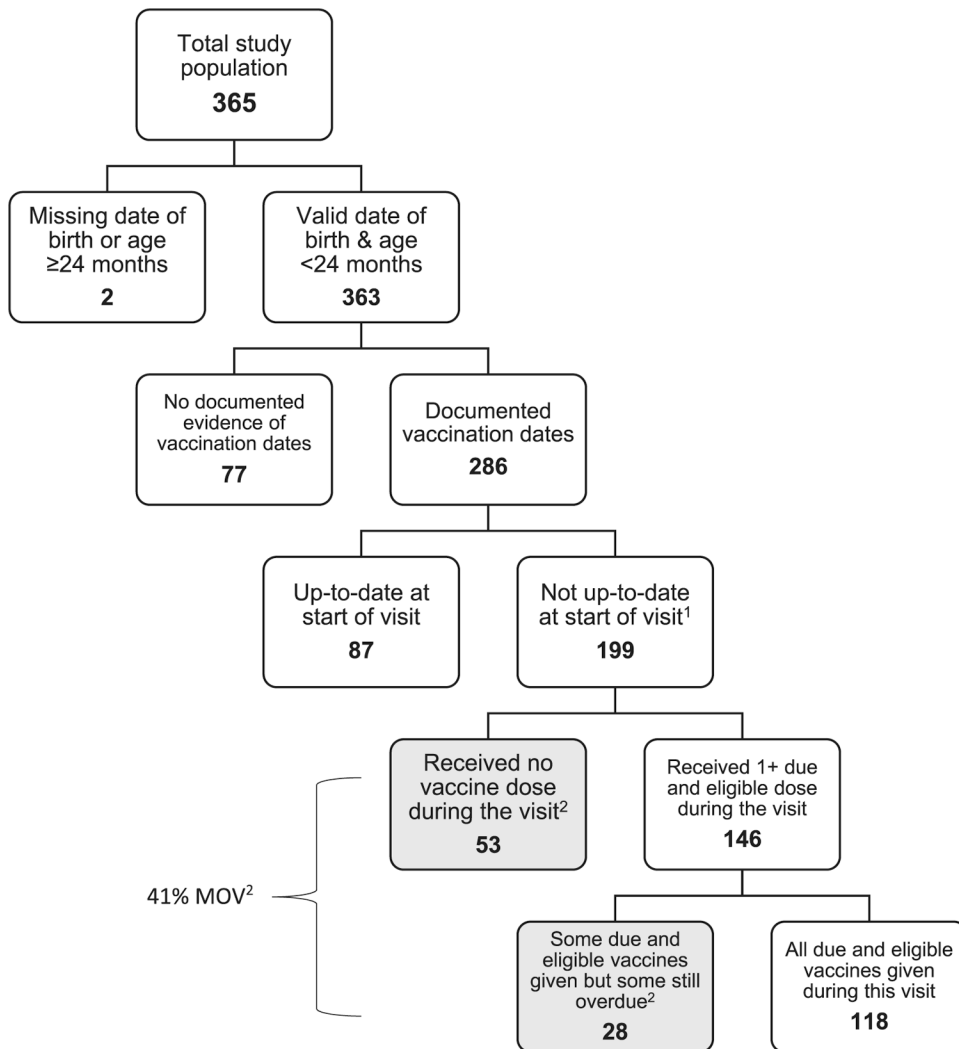 Total study
population
365
Missing date of
birth or age
≥24 months
2
Valid date of
birth & age
<24 months
363
No documented
evidence of
vaccination dates
77
Documented
vaccination dates
286
Up-to-date at
start of visit
87
Not up-to-date
at start of visit¹
199
Received no
vaccine dose
during the visit²
53
Received 1+ due
and eligible dose
during the visit
146
41% MOV²
Some due and
eligible vaccines
given but some still
overdue²
28
All due and eligible
vaccines given
during this visit
118